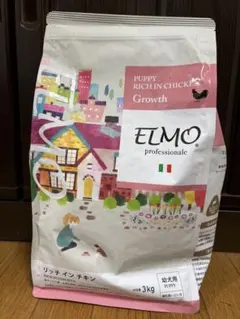 PUPPY
RICH IN CHICKEN
Growth
ELMO
professionale
リッチ イン チキン
幼犬用
3kg